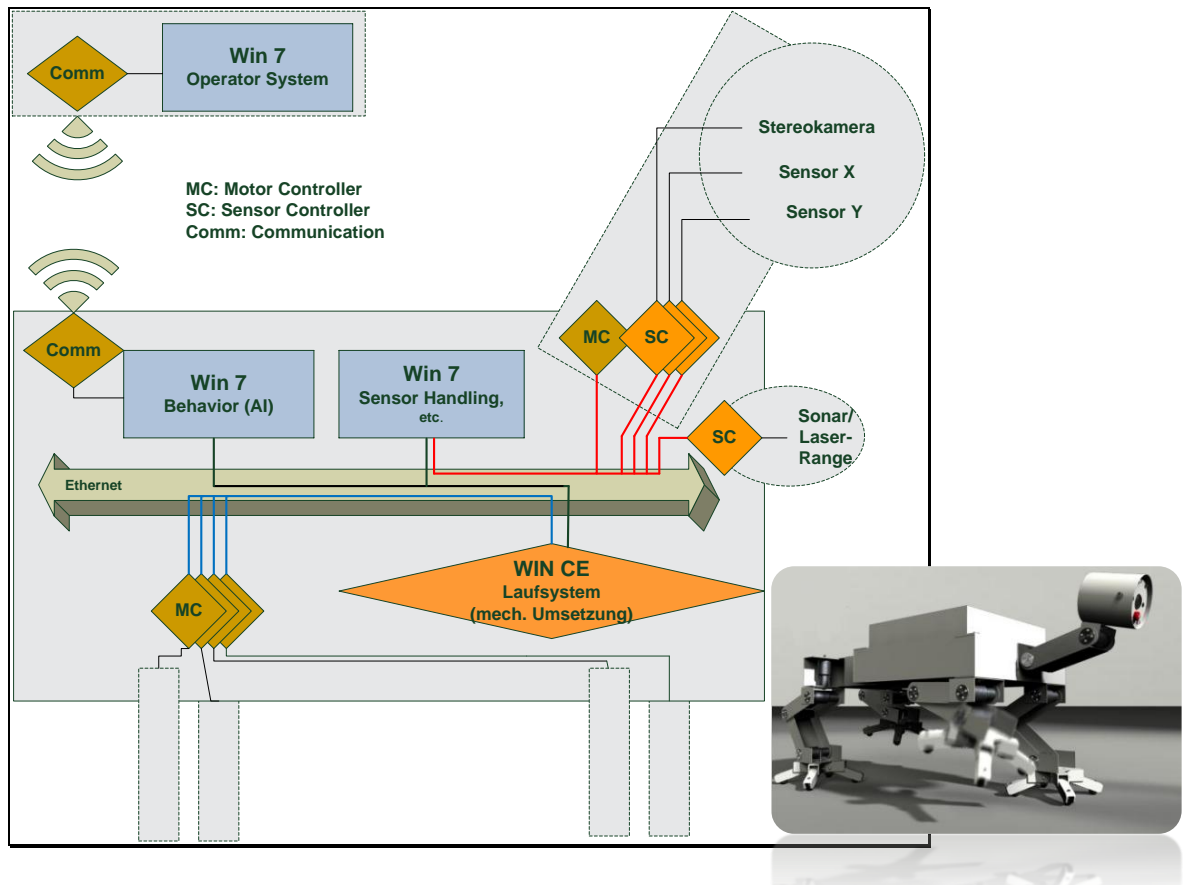 Comm
Win 7
Operator System
Stereokamera
Sensor X
Sensor Y
MC: Motor Controller
SC: Sensor Controller
Comm: Communication
MC
SC
Comm
Win 7
Behavior (AI)
Win 7
Sensor Handling,
etc.
SC
Sonar/
Laser-
Range
Ethernet
WIN CE
Laufsystem
(mech. Umsetzung)
MC